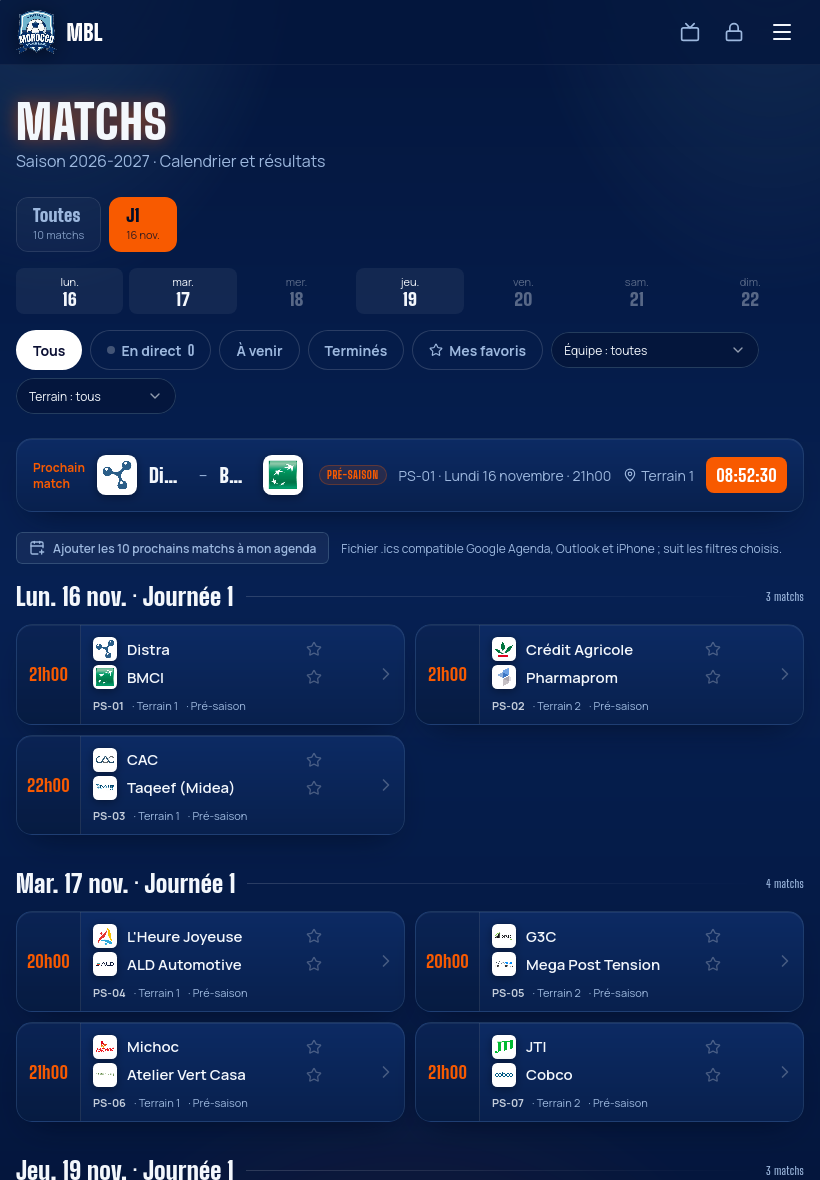 MOROCCO
MBL
MATCHS
Saison 2026-2027 · Calendrier et résultats
Toutes
10 matchs
J1
16 nov.
lun.
16
mar.
17
mer.
18
jeu.
19
ven.
20
sam.
21
dim.
22
Tous
En direct 0
À venir
Terminés
Mes favoris
Équipe : toutes
Terrain : tous
Prochain match
Di... – B...
PRÉ-SAISON
PS-01 · Lundi 16 novembre · 21h00
Terrain 1
08:52:30
Ajouter les 10 prochains matchs à mon agenda
Fichier .ics compatible Google Agenda, Outlook et iPhone ; suit les filtres choisis.
Lun. 16 nov. · Journée 1
3 matchs
21h00
Distra
BMCI
PS-01 · Terrain 1 · Pré-saison
21h00
Crédit Agricole
Pharmaprom
PS-02 · Terrain 2 · Pré-saison
22h00
CAC
Taqeef (Midea)
PS-03 · Terrain 1 · Pré-saison
Mar. 17 nov. · Journée 1
4 matchs
20h00
L'Heure Joyeuse
ALD Automotive
PS-04 · Terrain 1 · Pré-saison
20h00
G3C
Mega Post Tension
PS-05 · Terrain 2 · Pré-saison
21h00
Michoc
Atelier Vert Casa
PS-06 · Terrain 1 · Pré-saison
21h00
JTI
Cobco
PS-07 · Terrain 2 · Pré-saison
Jeu. 19 nov. · Journée 1
3 matchs